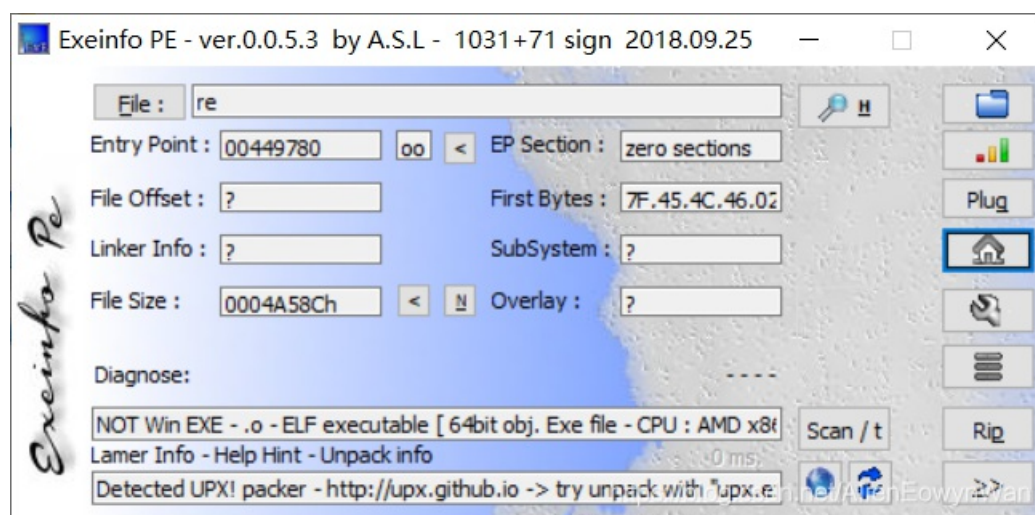 Exeinfo PE - ver.0.0.5.3 by A.S.L - 1031+71 sign 2018.09.25
Exeinfo Pe
File : re H
Entry Point : 00449780 oo < EP Section : zero sections
File Offset : ? First Bytes : 7F.45.4C.46.02 Plug
Linker Info : ? SubSystem : ?
File Size : 0004A58Ch < N Overlay : ?
Diagnose: ----
NOT Win EXE - .o - ELF executable [ 64bit obj. Exe file - CPU : AMD x86 Scan / t Rip
Lamer Info - Help Hint - Unpack info 0 ms.
Detected UPX! packer - http://upx.github.io -> try unpack with "upx.e >>